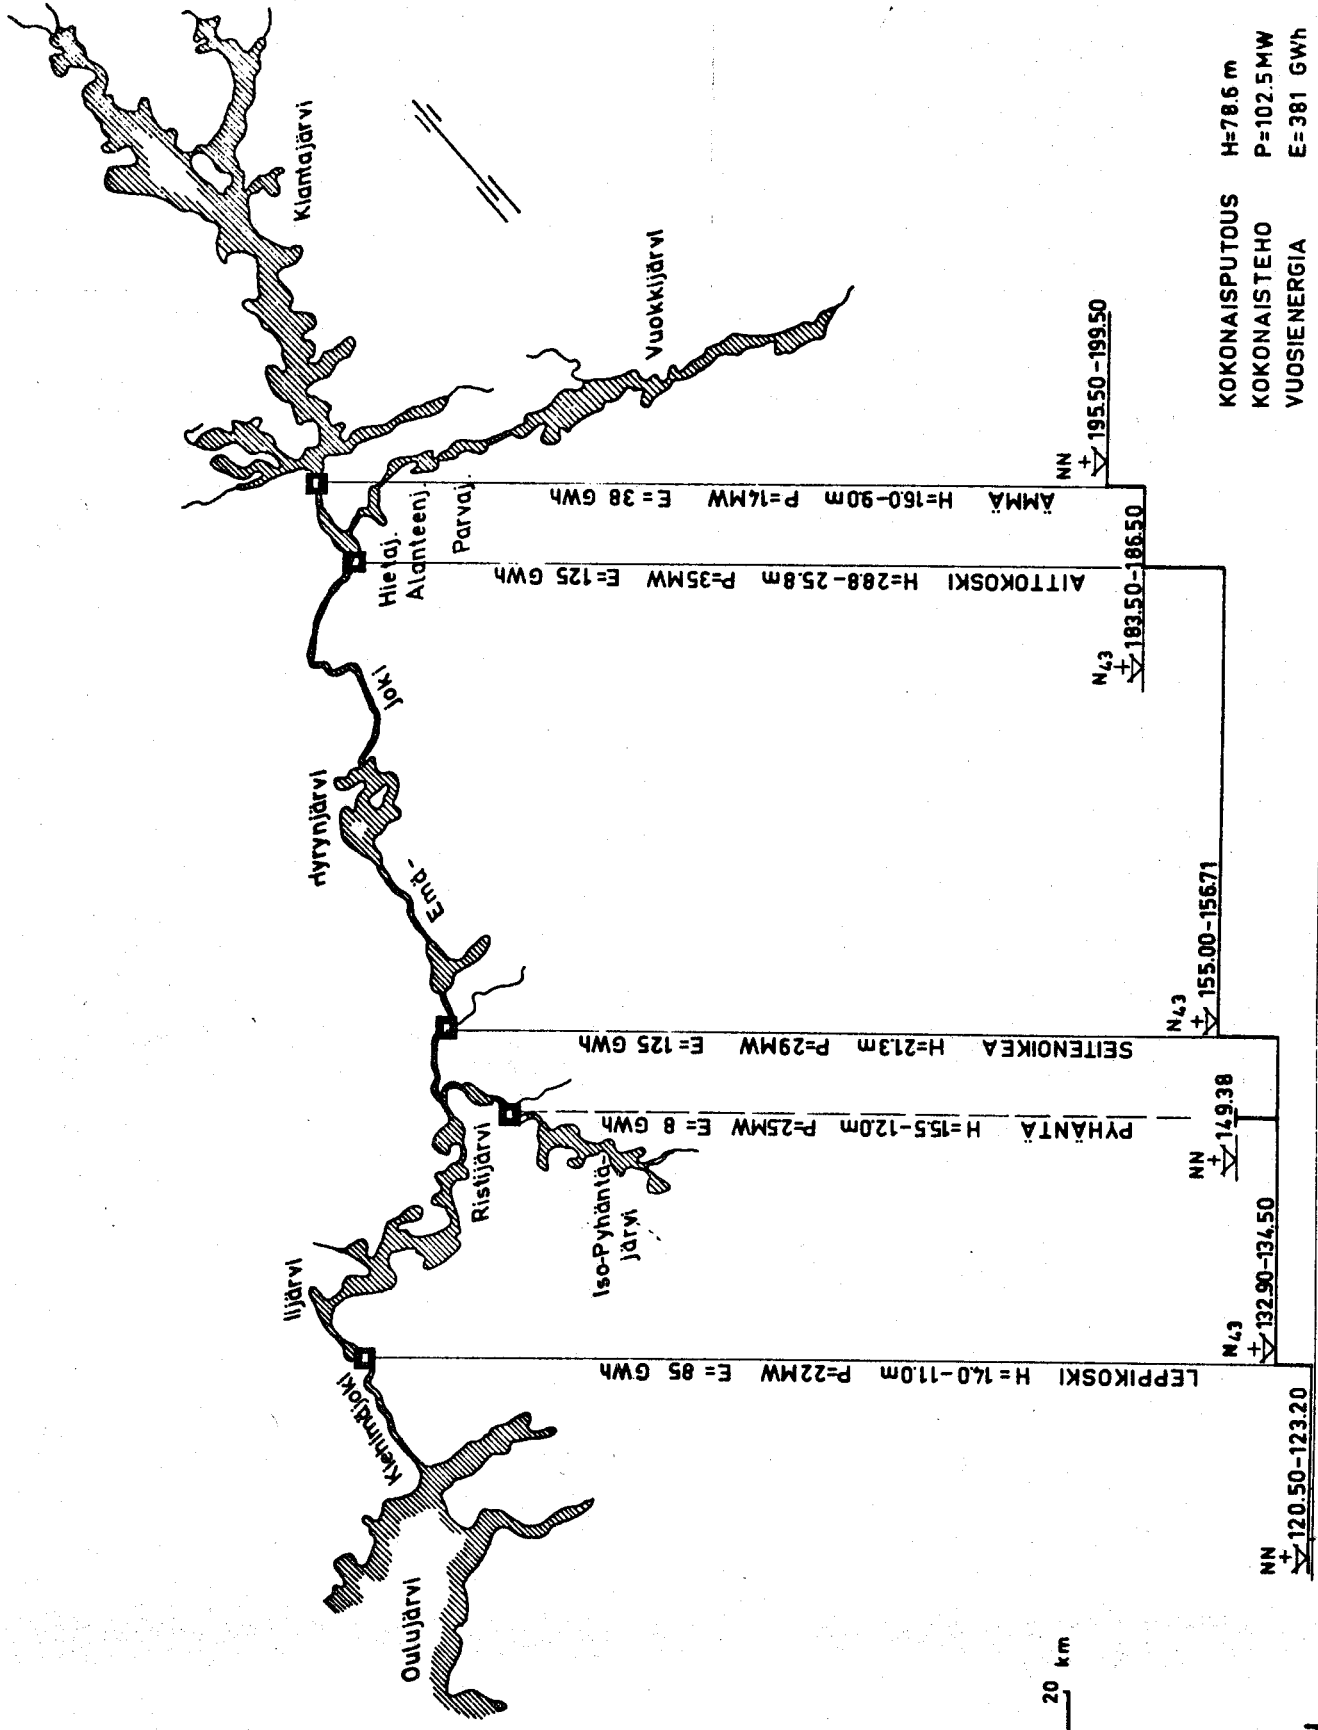 Kiantajärvi
Vuokkijärvi
Hietaj.
Alanteenj.
Parvaj.
Joki
Hyrynjärvi
Emä-
Ristijärvi
Iso-Pyhäntä-
järvi
Iijärvi
Kiehimäjoki
Oulujärvi
ÄMMÄ H=16.0-9.0m P=14MW E=38 GWh
AITTOKOSKI H=28.8-25.8m P=35MW E=125 GWh
SEITENOIKEA H=21.3m P=29MW E=125 GWh
PYHÄNTÄ H=15.5-12.0m P=2.5MW E=8 GWh
LEPPIKOSKI H=14.0-11.0m P=22MW E=85 GWh
NN
+195.50-199.50
N43
+183.50-186.50
N43
+155.00-156.71
NN
+149.38
N43
+132.90-134.50
NN
+120.50-123.20
KOKONAISPUTOUS H=78.6 m
KOKONAISTEHO P=102.5MW
VUOSIENERGIA E=381 GWh
20 km